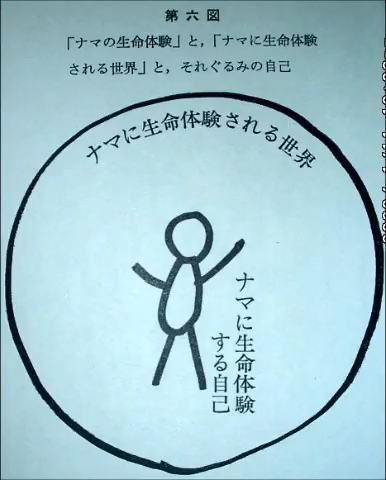 第六図
「ナマの生命体験」と,「ナマに生命体験
される世界」と,それぐるみの自己
ナマに生命体験される世界
ナマに生命体験
する自己